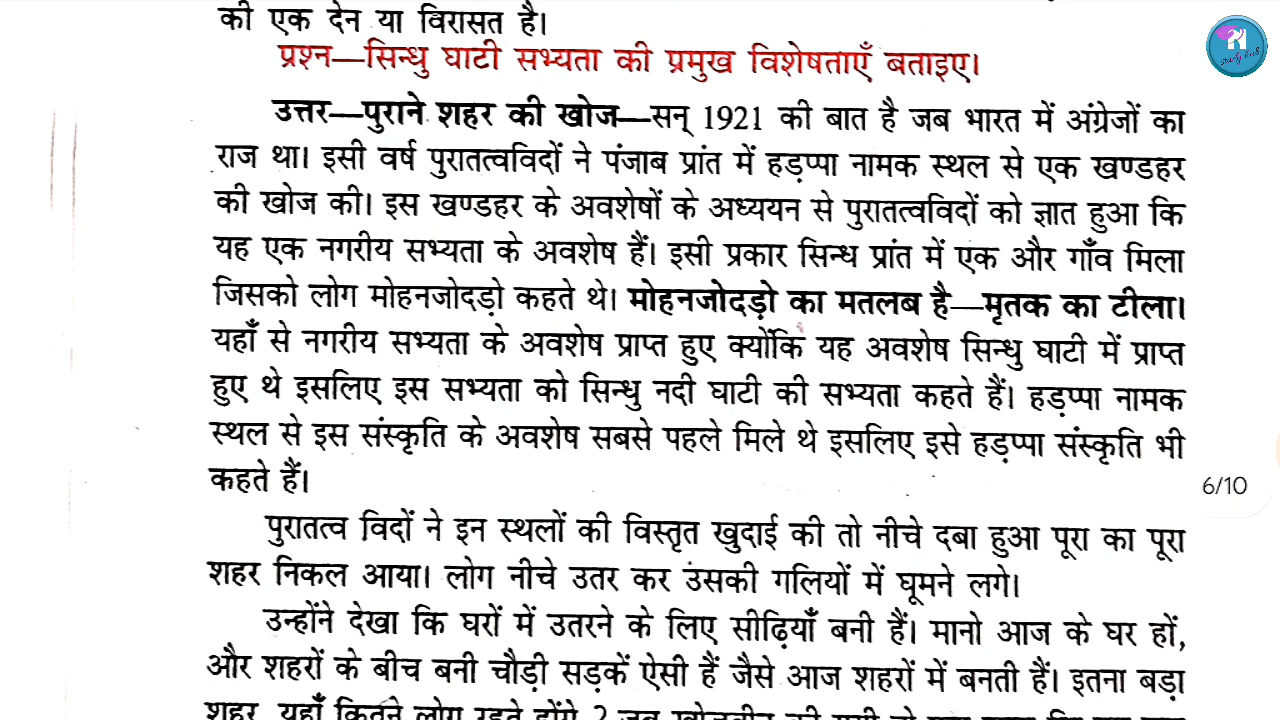 की एक देन या विरासत है।
प्रश्न—सिन्धु घाटी सभ्यता की प्रमुख विशेषताएँ बताइए।
उत्तर—पुराने शहर की खोज—सन् 1921 की बात है जब भारत में अंग्रेजों का
राज था। इसी वर्ष पुरातत्वविदों ने पंजाब प्रांत में हड़प्पा नामक स्थल से एक खण्डहर
की खोज की। इस खण्डहर के अवशेषों के अध्ययन से पुरातत्वविदों को ज्ञात हुआ कि
यह एक नगरीय सभ्यता के अवशेष हैं। इसी प्रकार सिन्ध प्रांत में एक और गाँव मिला
जिसको लोग मोहनजोदड़ो कहते थे। मोहनजोदड़ो का मतलब है—मृतक का टीला।
यहाँ से नगरीय सभ्यता के अवशेष प्राप्त हुए क्योंकि यह अवशेष सिन्धु घाटी में प्राप्त
हुए थे इसलिए इस सभ्यता को सिन्धु नदी घाटी की सभ्यता कहते हैं। हड़प्पा नामक
स्थल से इस संस्कृति के अवशेष सबसे पहले मिले थे इसलिए इसे हड़प्पा संस्कृति भी
कहते हैं।
6/10
पुरातत्व विदों ने इन स्थलों की विस्तृत खुदाई की तो नीचे दबा हुआ पूरा का पूरा
शहर निकल आया। लोग नीचे उतर कर उसकी गलियों में घूमने लगे।
उन्होंने देखा कि घरों में उतरने के लिए सीढ़ियाँ बनी हैं। मानो आज के घर हों,
और शहरों के बीच बनी चौड़ी सड़कें ऐसी हैं जैसे आज शहरों में बनती हैं। इतना बड़ा
शहर, यहाँ कितने लोग रहते होंगे ?